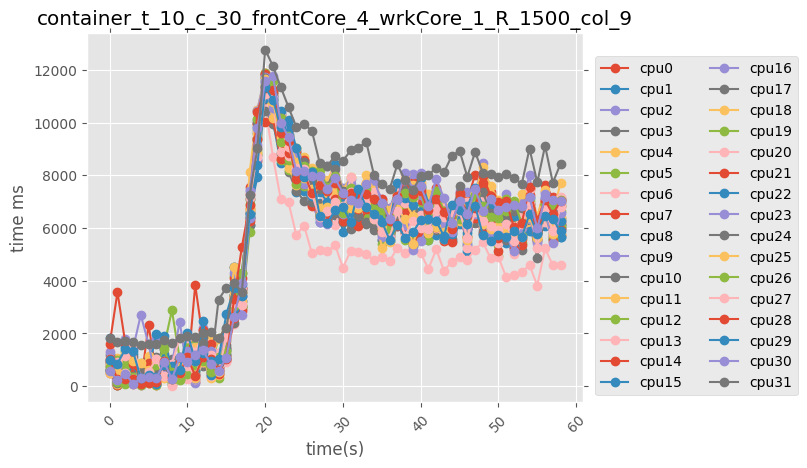 container_t_10_c_30_frontCore_4_wrkCore_1_R_1500_col_9
time ms
12000
10000
8000
6000
4000
2000
0
0
10
20
30
40
50
60
time(s)
cpu0
cpu1
cpu2
cpu3
cpu4
cpu5
cpu6
cpu7
cpu8
cpu9
cpu10
cpu11
cpu12
cpu13
cpu14
cpu15
cpu16
cpu17
cpu18
cpu19
cpu20
cpu21
cpu22
cpu23
cpu24
cpu25
cpu26
cpu27
cpu28
cpu29
cpu30
cpu31